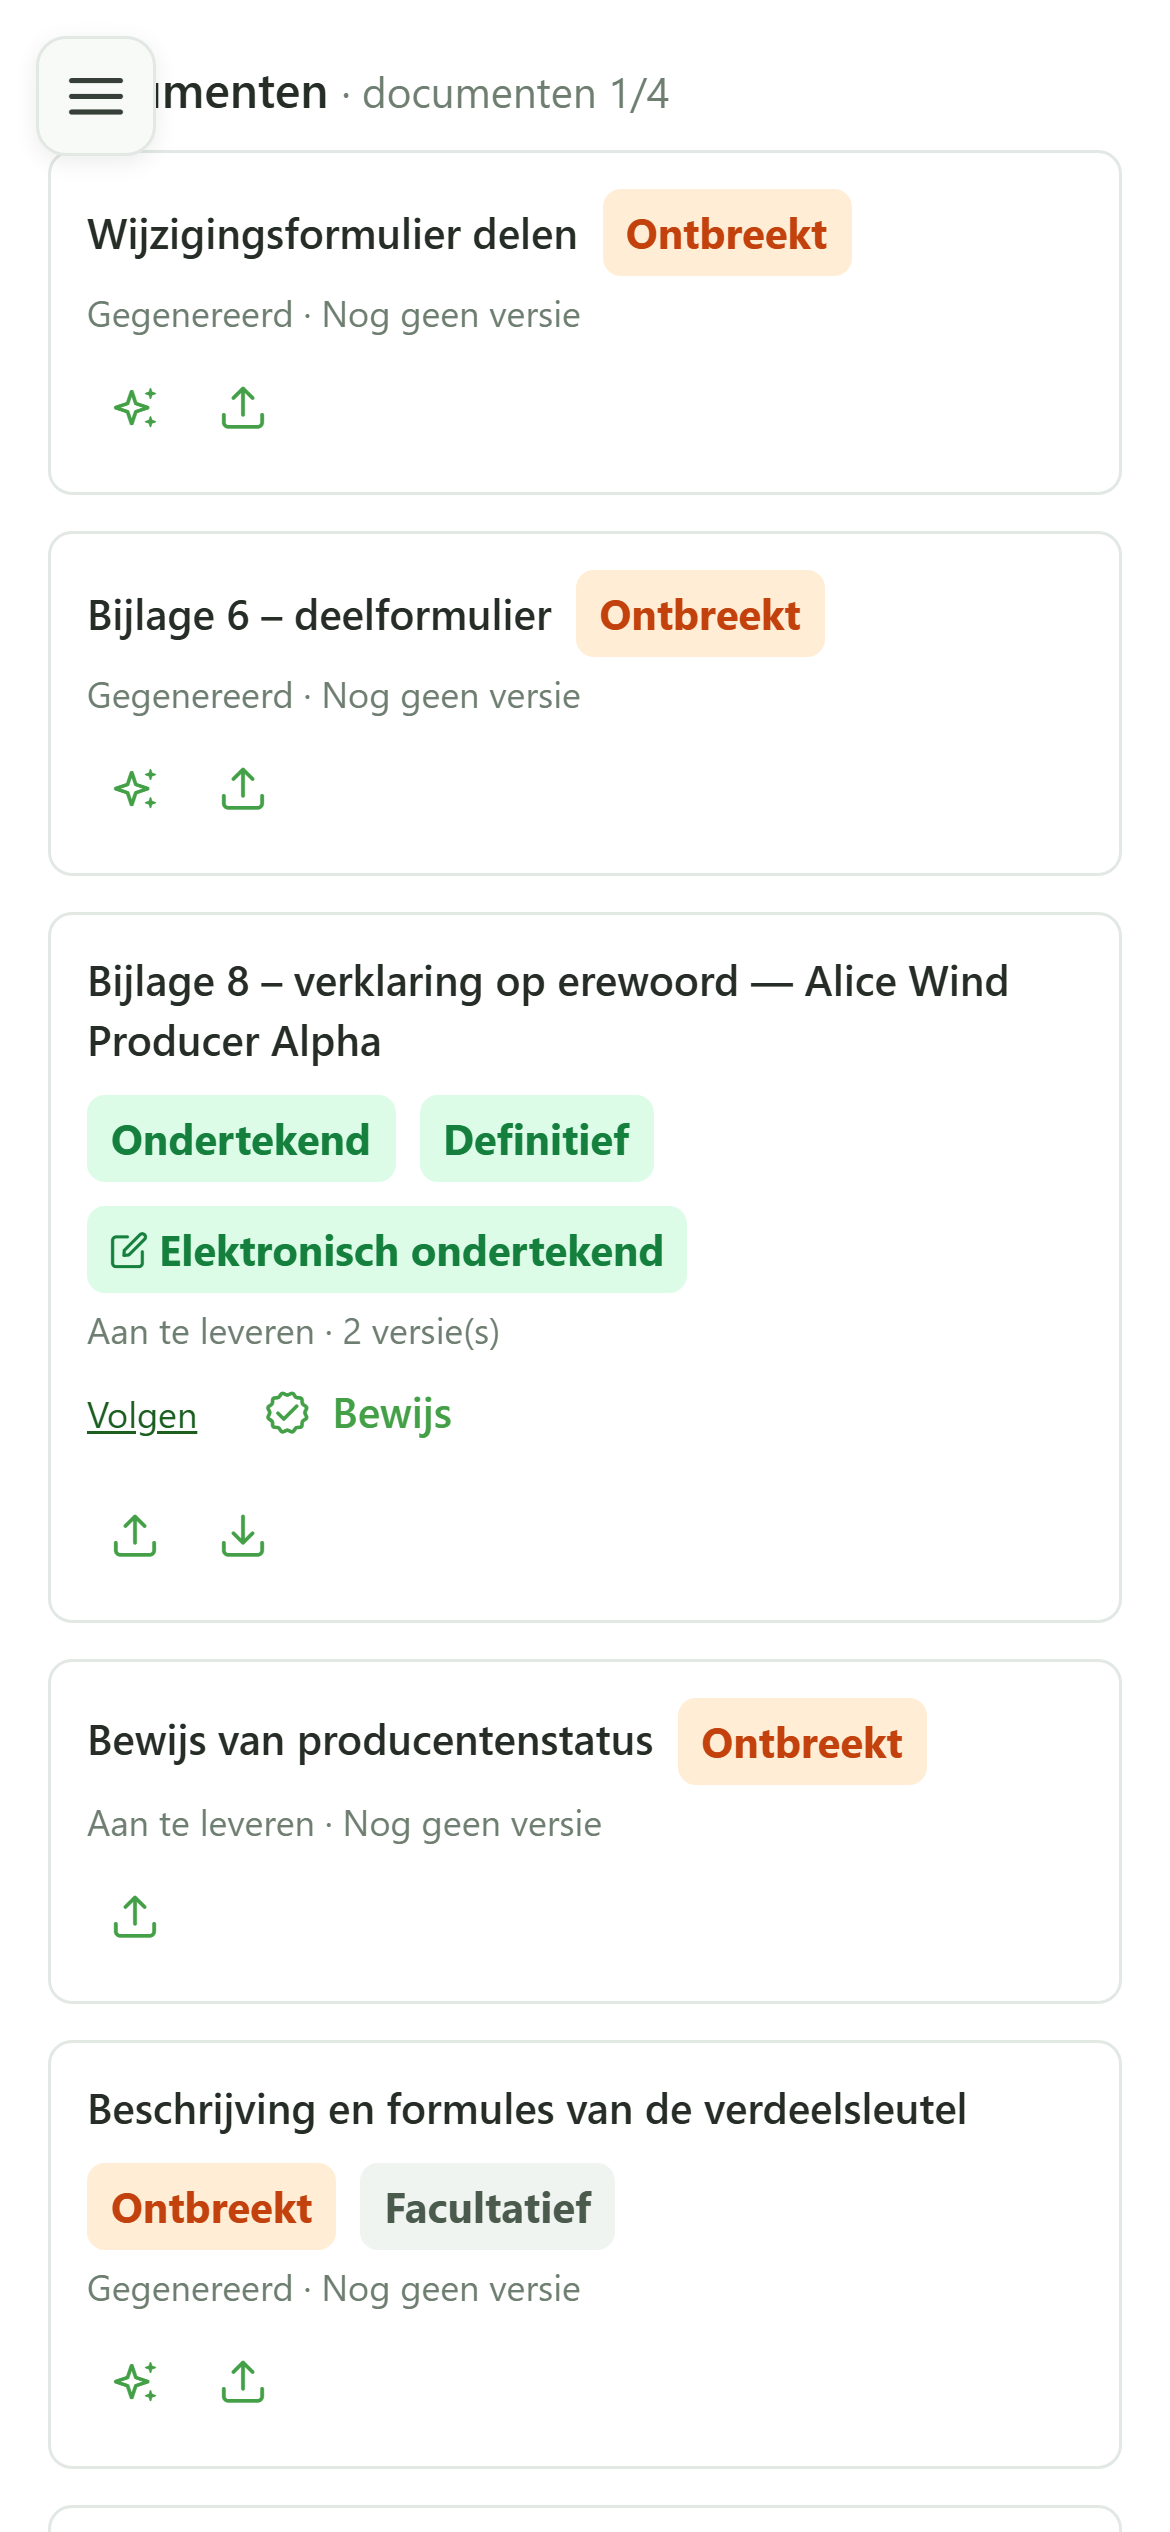 umenten · documenten 1/4
Wijzigingsformulier delen Ontbreekt
Gegenereerd · Nog geen versie
Bijlage 6 – deelformulier Ontbreekt
Gegenereerd · Nog geen versie
Bijlage 8 – verklaring op erewoord — Alice Wind
Producer Alpha
Ondertekend Definitief
Elektronisch ondertekend
Aan te leveren · 2 versie(s)
Volgen Bewijs
Bewijs van producentenstatus Ontbreekt
Aan te leveren · Nog geen versie
Beschrijving en formules van de verdeelsleutel
Ontbreekt Facultatief
Gegenereerd · Nog geen versie